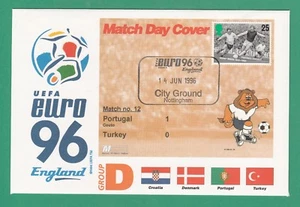 Match Day Cover
25
UEFA
euro
96
England
euro 96
England
14 JUN 1996
City Ground
Nottingham
Match no. 12
Portugal 1
Turkey 0
GROUP
D
Croatia Denmark Portugal Turkey